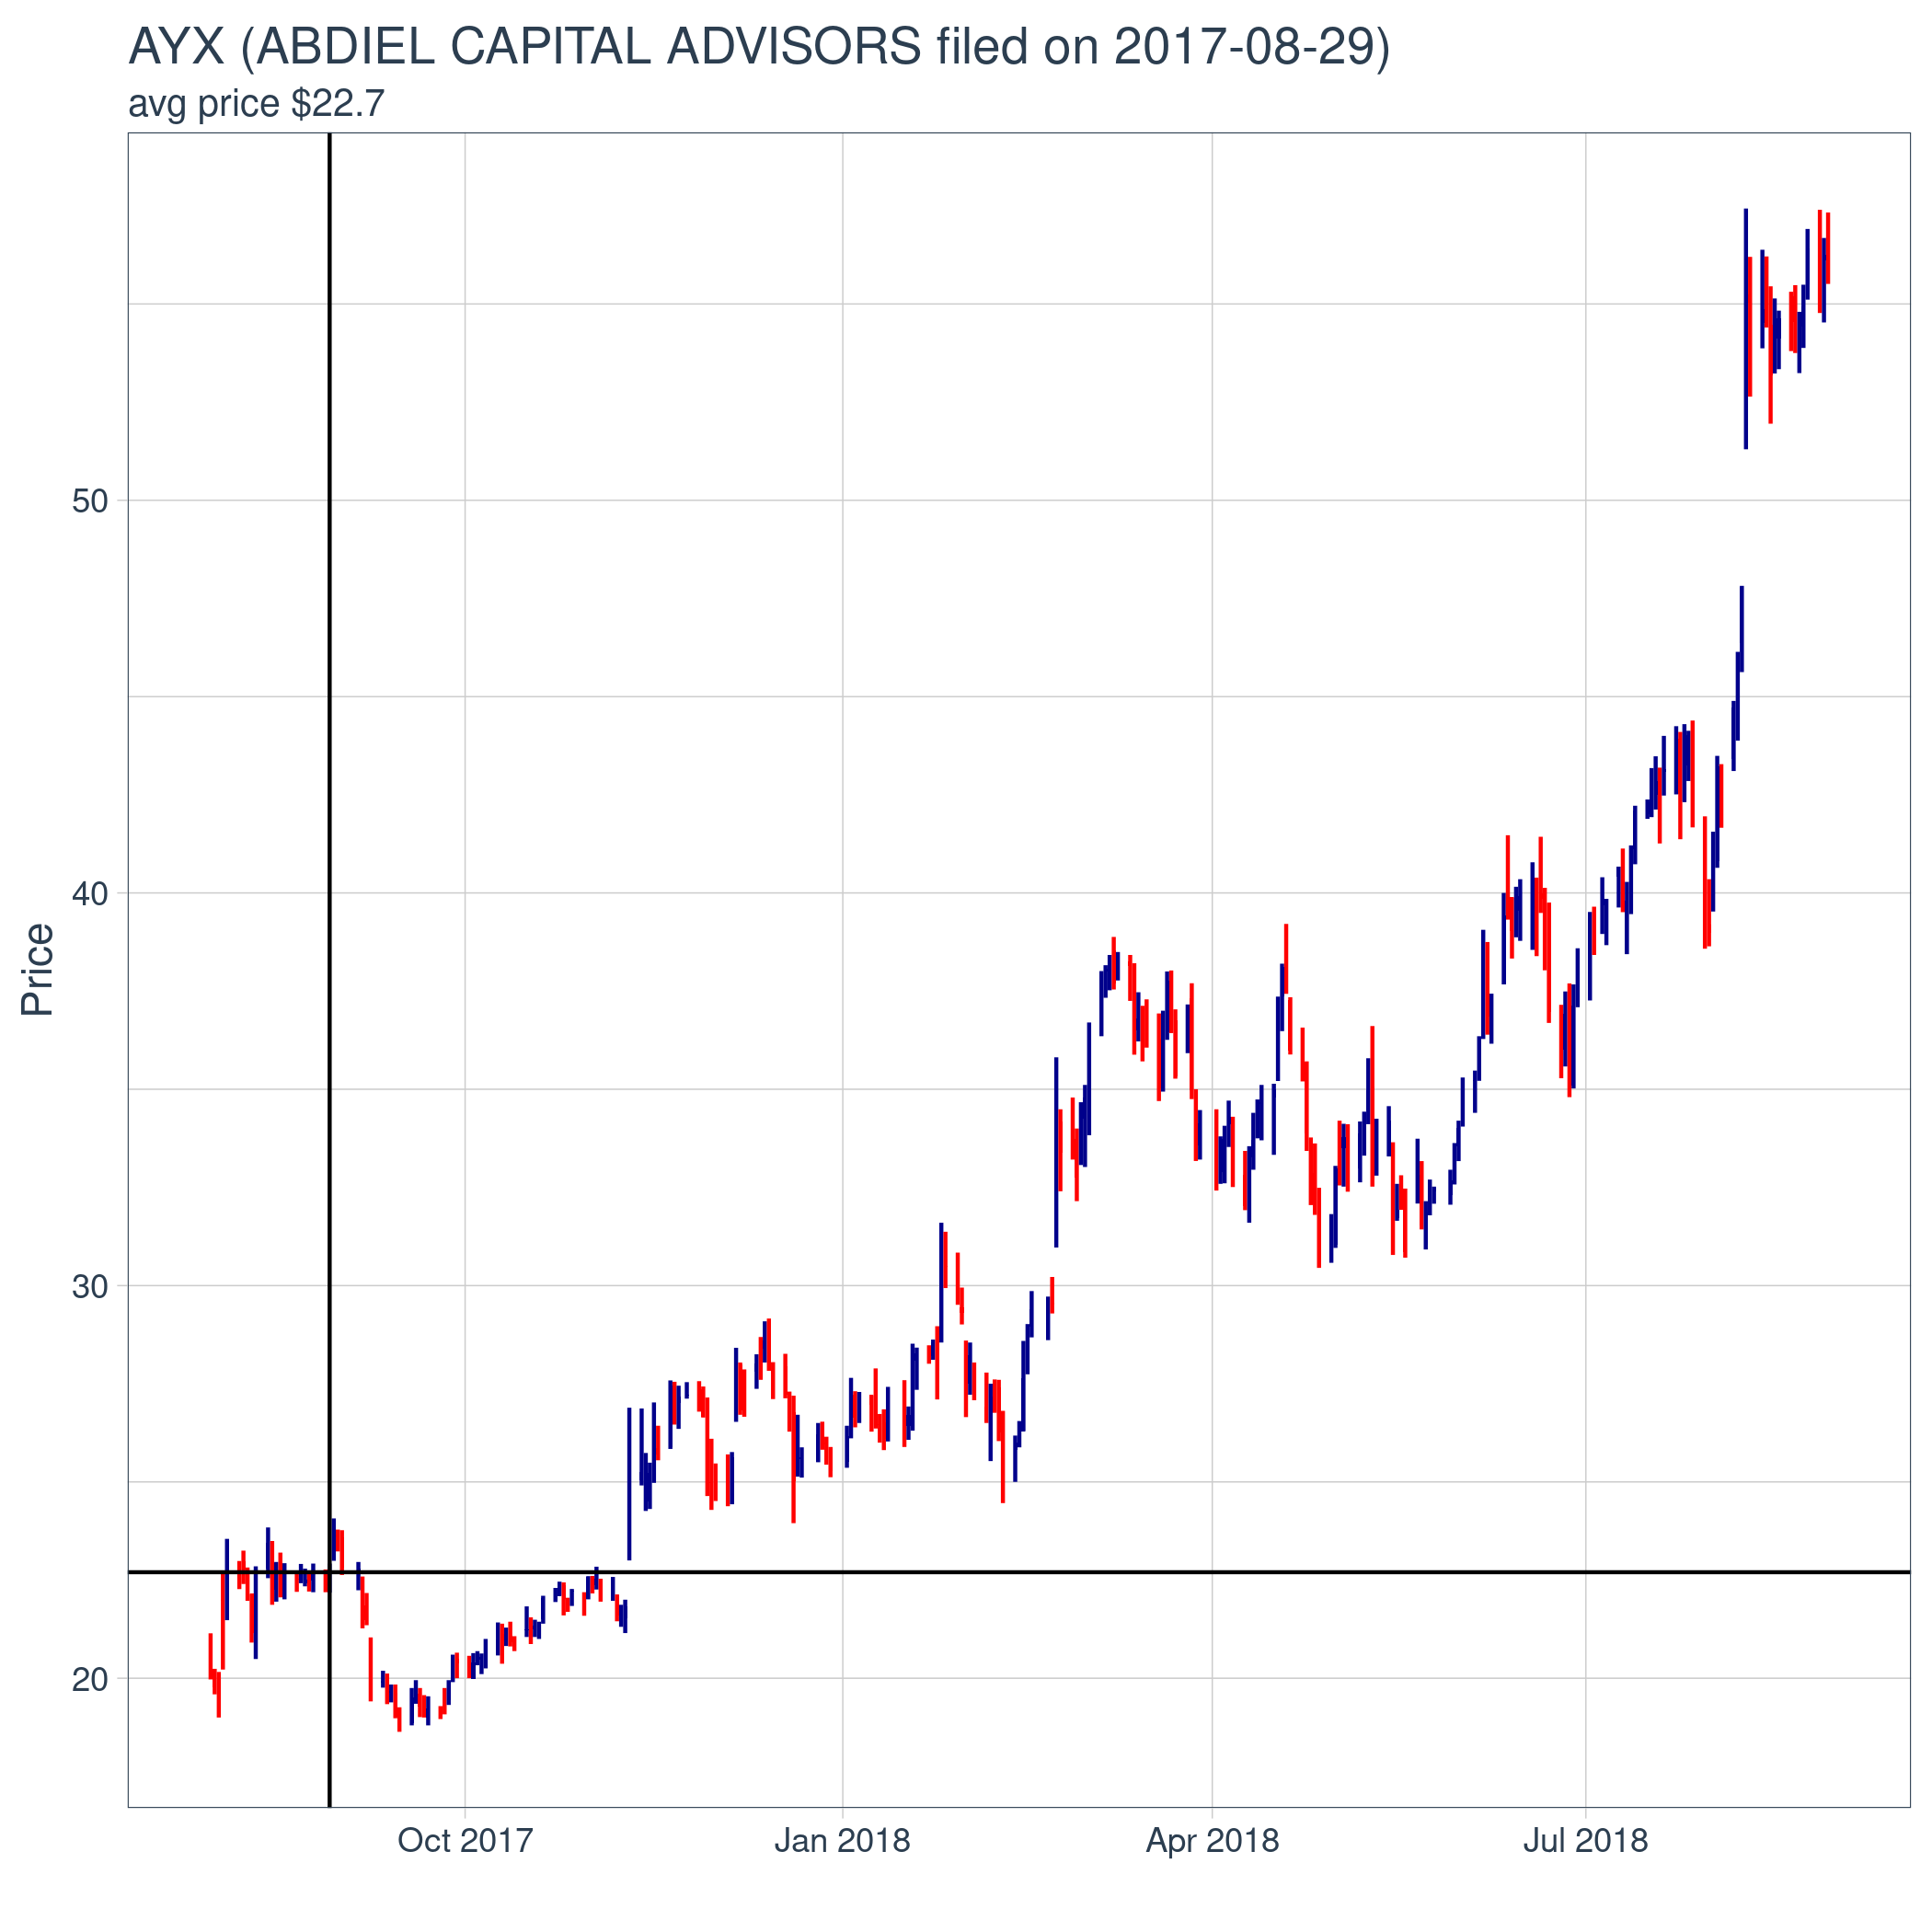 AYX (ABDIEL CAPITAL ADVISORS filed on 2017-08-29)
avg price $22.7
50
40
30
20
Price
Oct 2017
Jan 2018
Apr 2018
Jul 2018